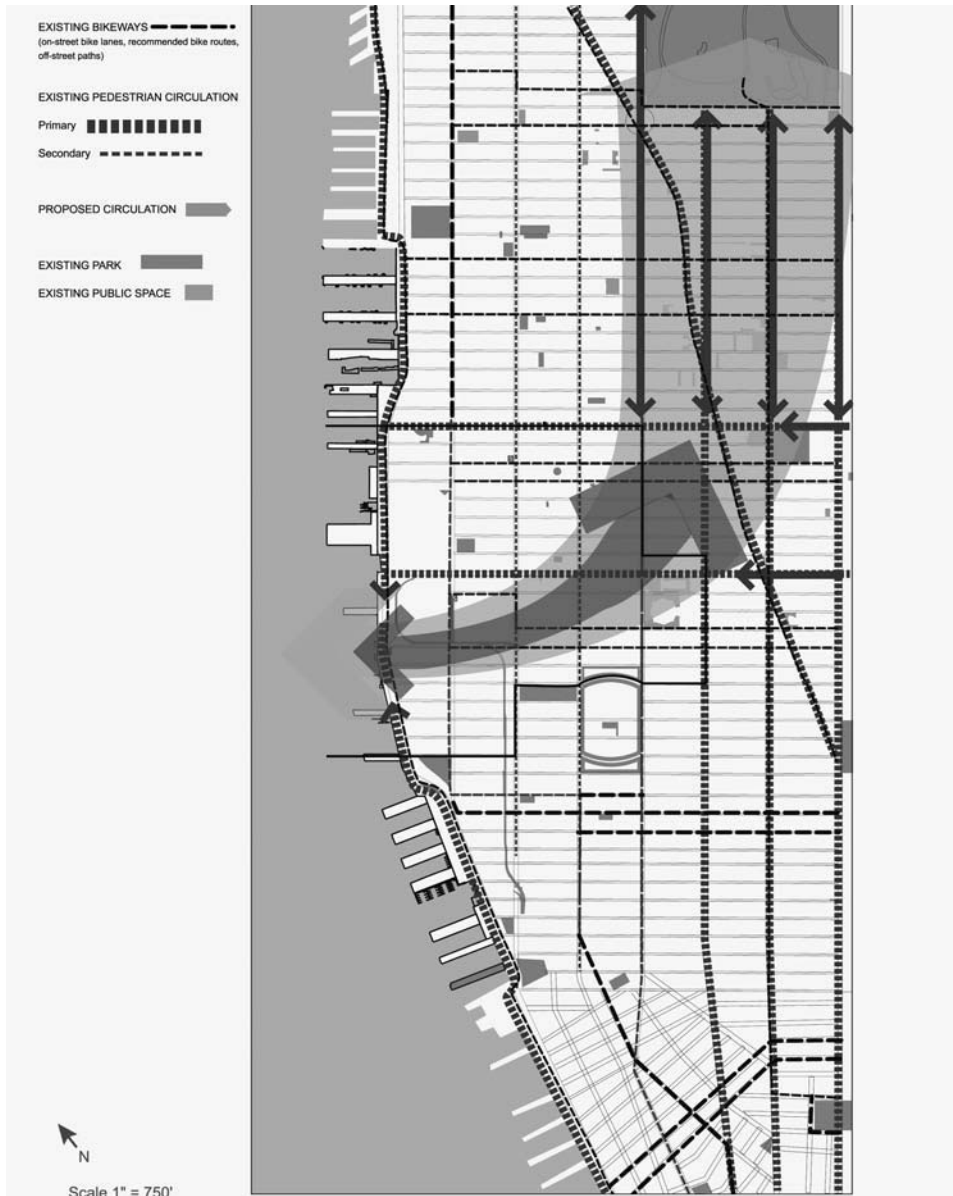 EXISTING BIKEWAYS
(on-street bike lanes, recommended bike routes,
off-street paths)
EXISTING PEDESTRIAN CIRCULATION
Primary
Secondary
PROPOSED CIRCULATION
EXISTING PARK
EXISTING PUBLIC SPACE
N
Scale 1" = 750'